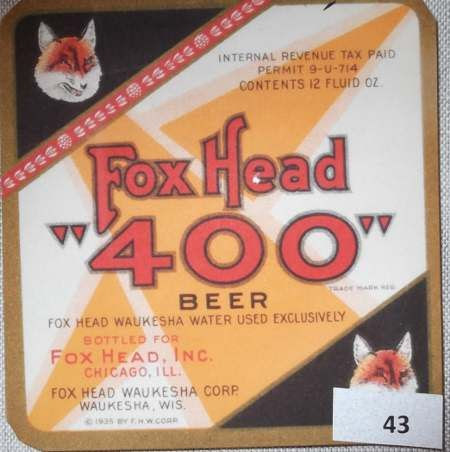 INTERNAL REVENUE TAX PAID
PERMIT 9-U-714
CONTENTS 12 FLUID OZ.
Fox Head
"400"
TRADE MARK REG.
BEER
FOX HEAD WAUKESHA WATER USED EXCLUSIVELY
BOTTLED FOR
FOX HEAD, INC.
CHICAGO, ILL.
FOX HEAD WAUKESHA CORP.
WAUKESHA, WIS.
© 1935 BY F.H.W. CORP.
43